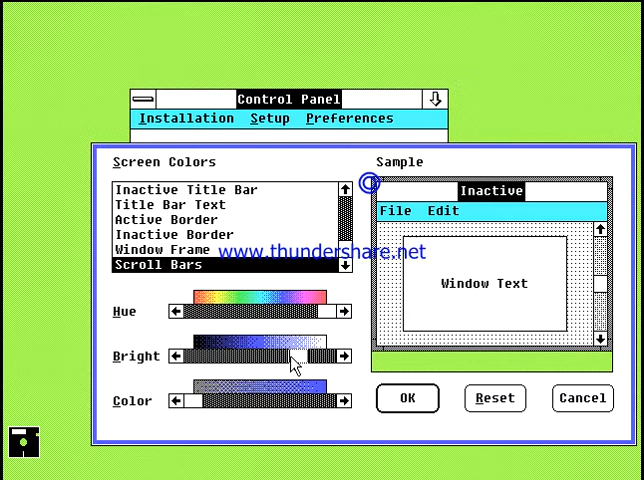 Control Panel
Installation Setup Preferences
Screen Colors
Sample
Inactive Title Bar
Title Bar Text
Active Border
Inactive Border
Window Frame
Scroll Bars
Inactive
File Edit
Window Text
www.thundershare.net
Hue
Bright
Color
OK Reset Cancel